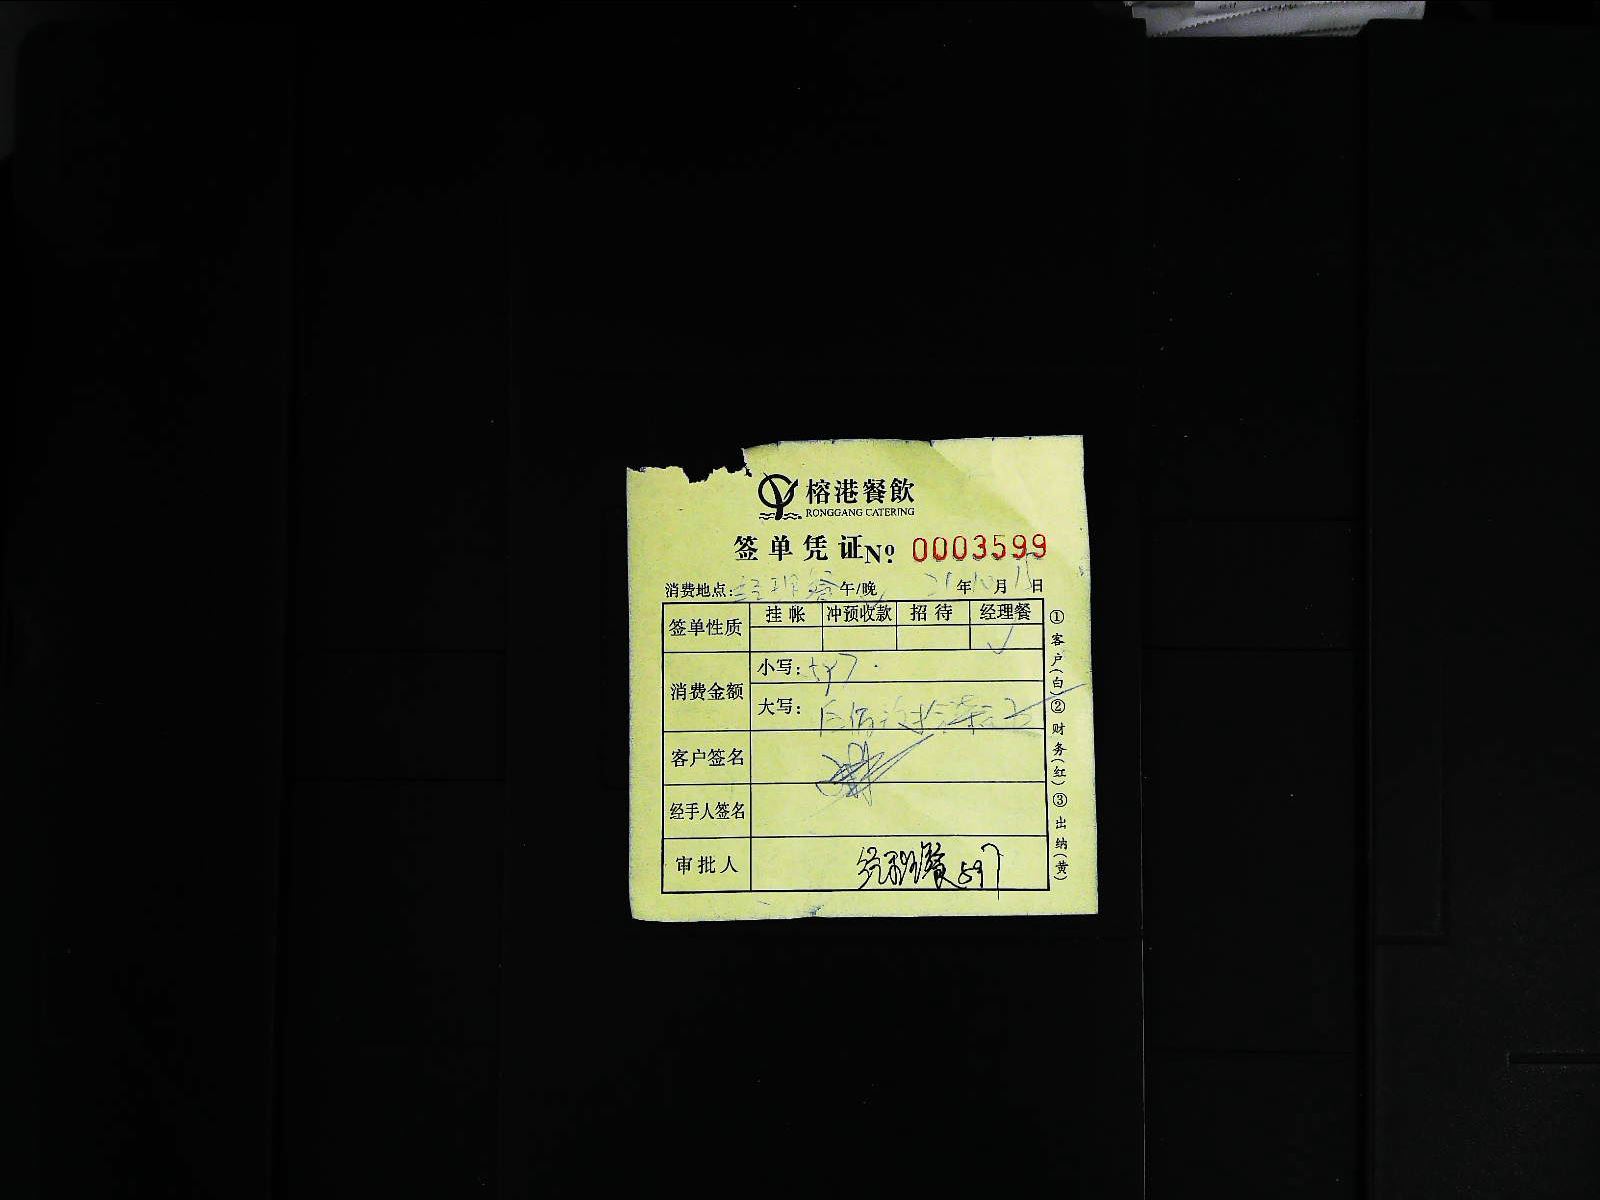 榕港餐飲
RONGGANG CATERING
签单凭证 Nº: 0003599
消费地点: 经理餐 午/晚 21 年 10 月 日
签单性质 挂帐 冲预收款 招待 经理餐
✓
消费金额 小写:
大写:
客户签名
经手人签名
审批人 经理餐 597
①客户(白)②财务(红)③出纳(黄)